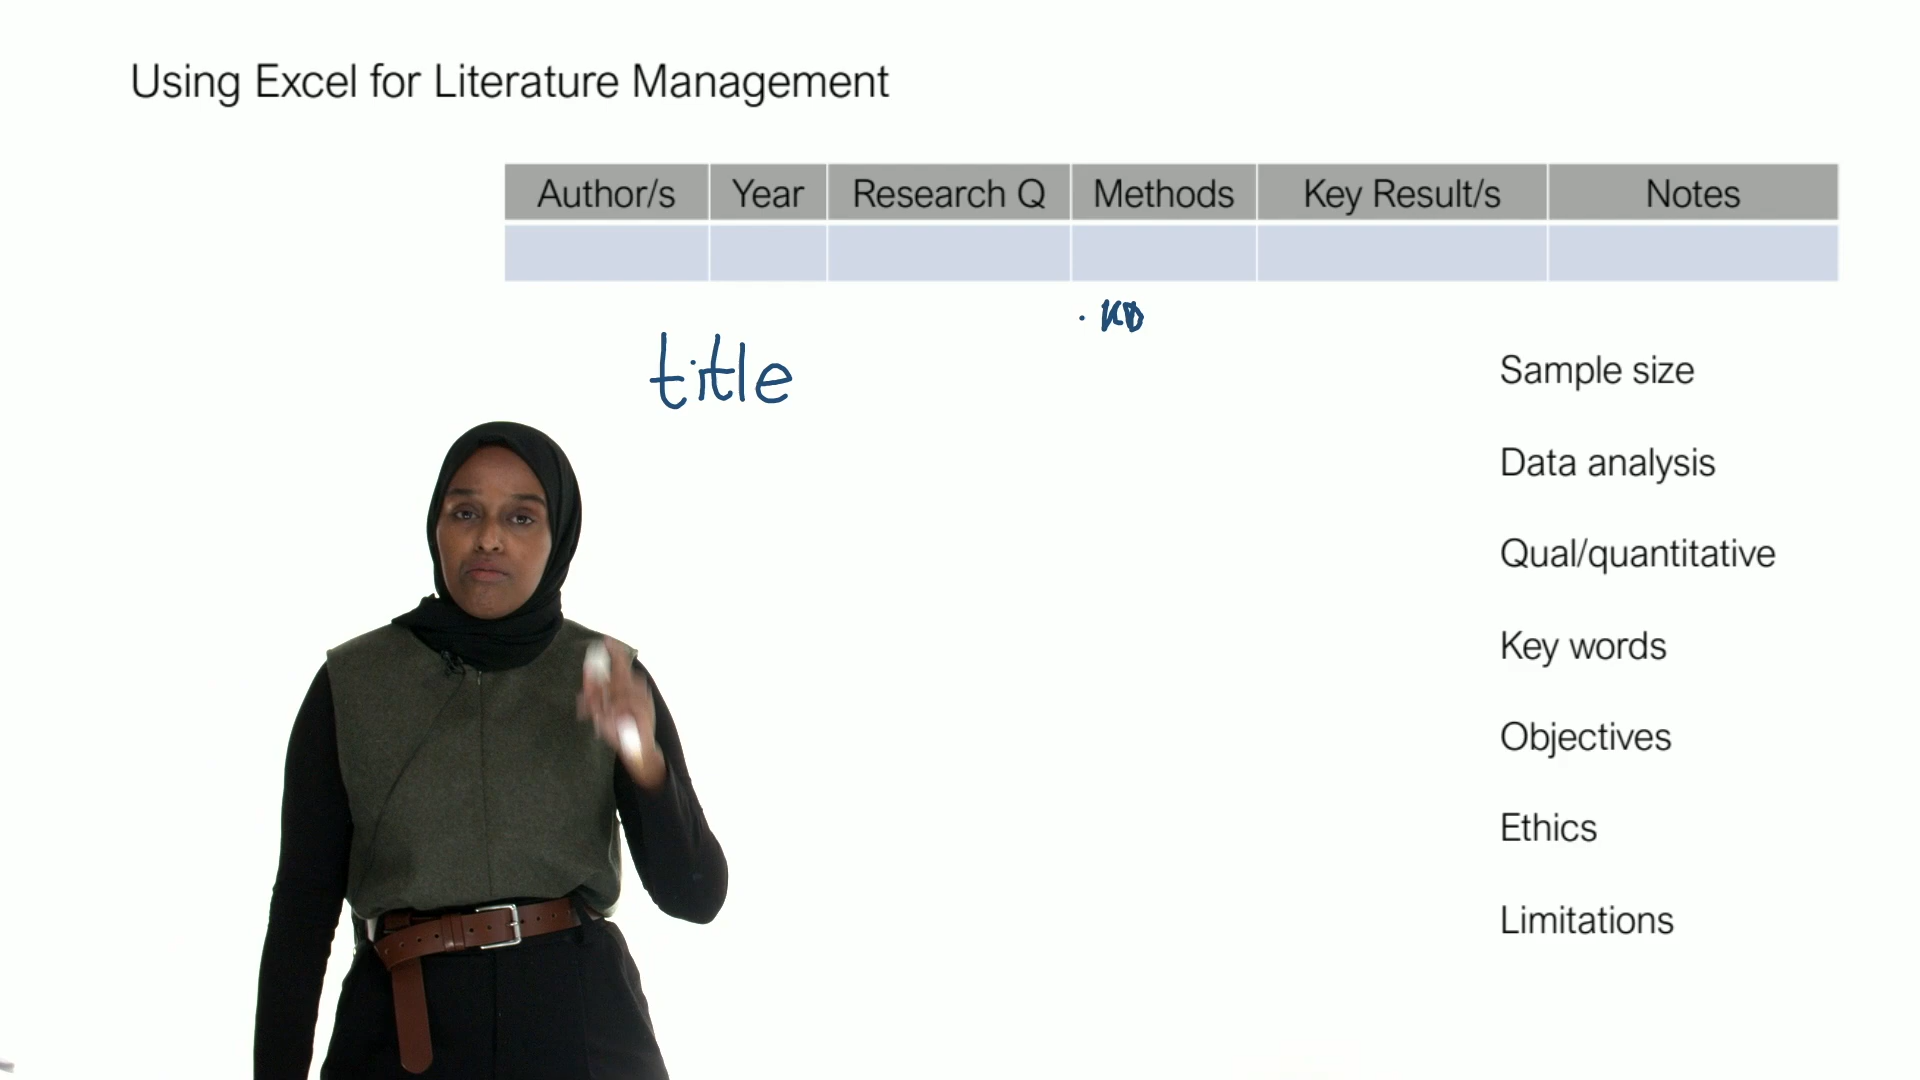 Using Excel for Literature Management
Author/s Year Research Q Methods Key Result/s Notes
title
Sample size
Data analysis
Qual/quantitative
Key words
Objectives
Ethics
Limitations